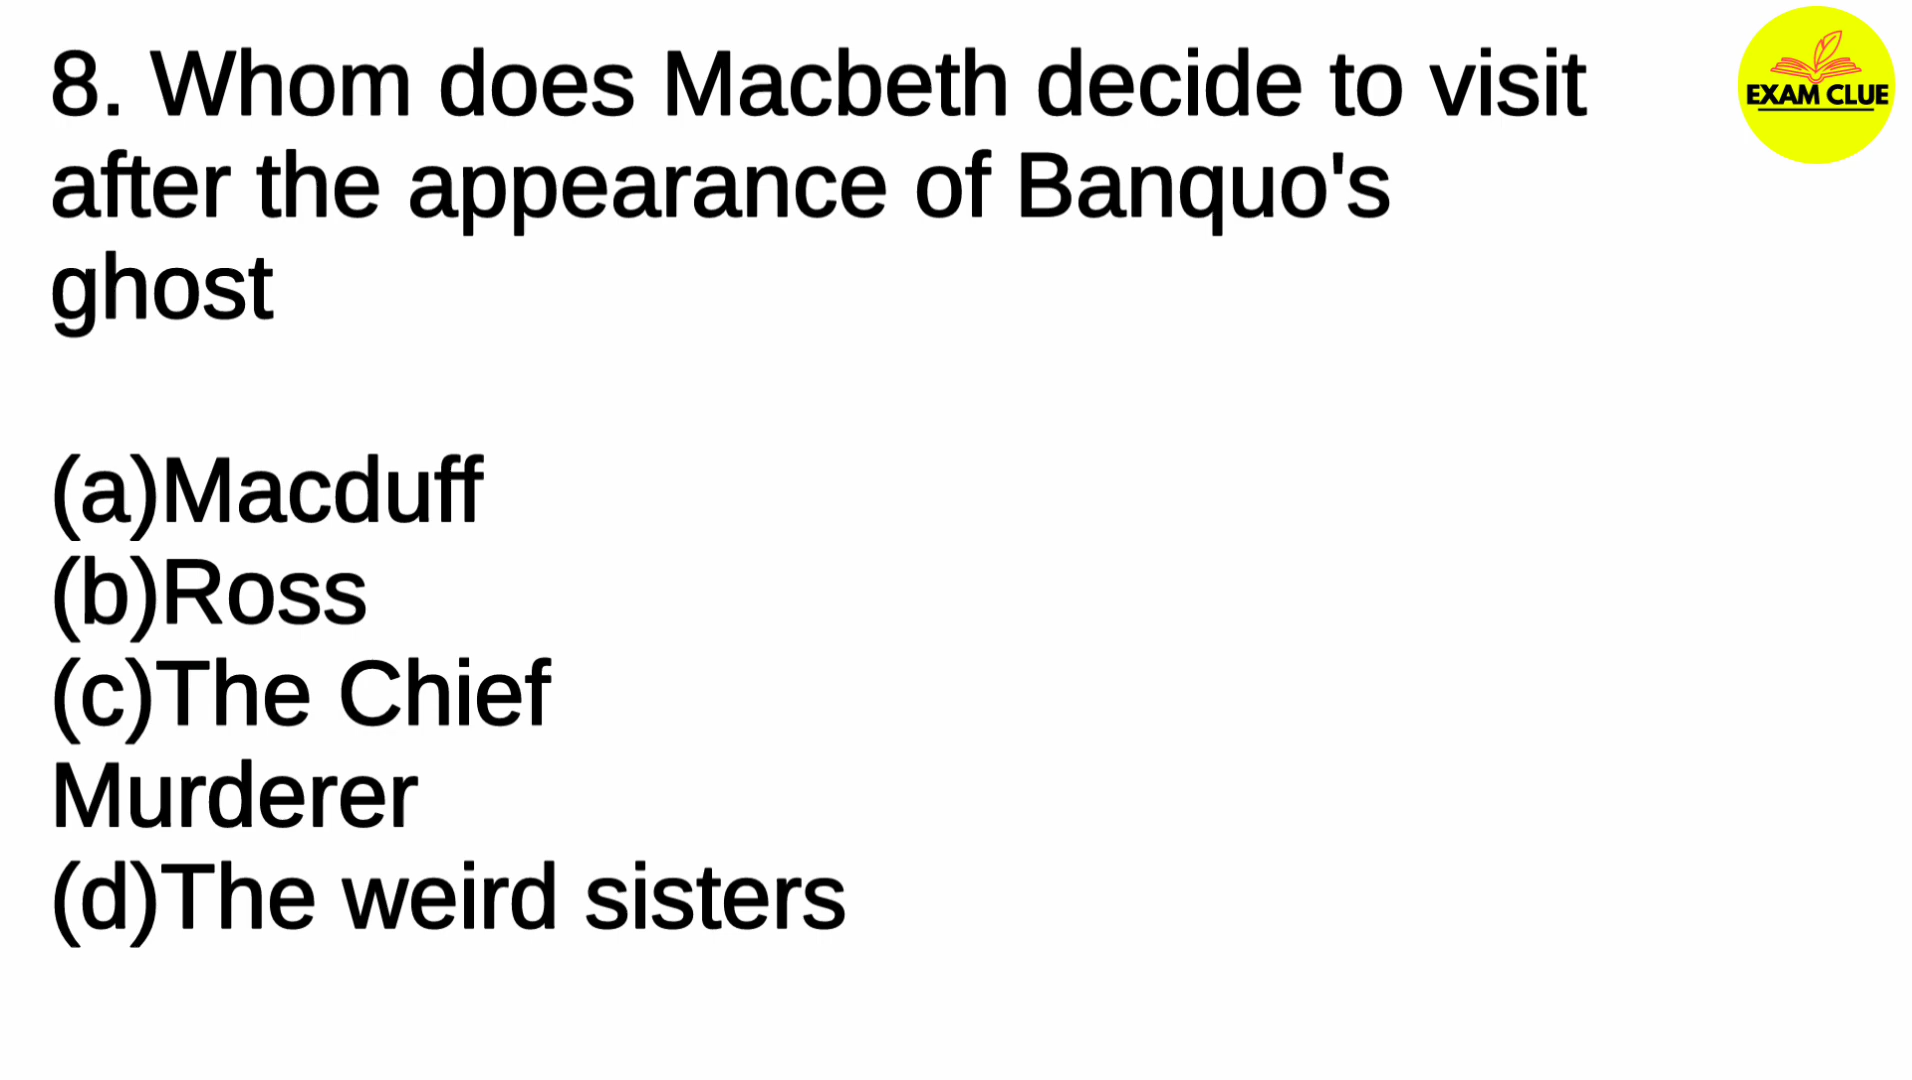 8. Whom does Macbeth decide to visit
after the appearance of Banquo's
ghost
(a)Macduff
(b)Ross
(c)The Chief
Murderer
(d)The weird sisters
EXAM CLUE